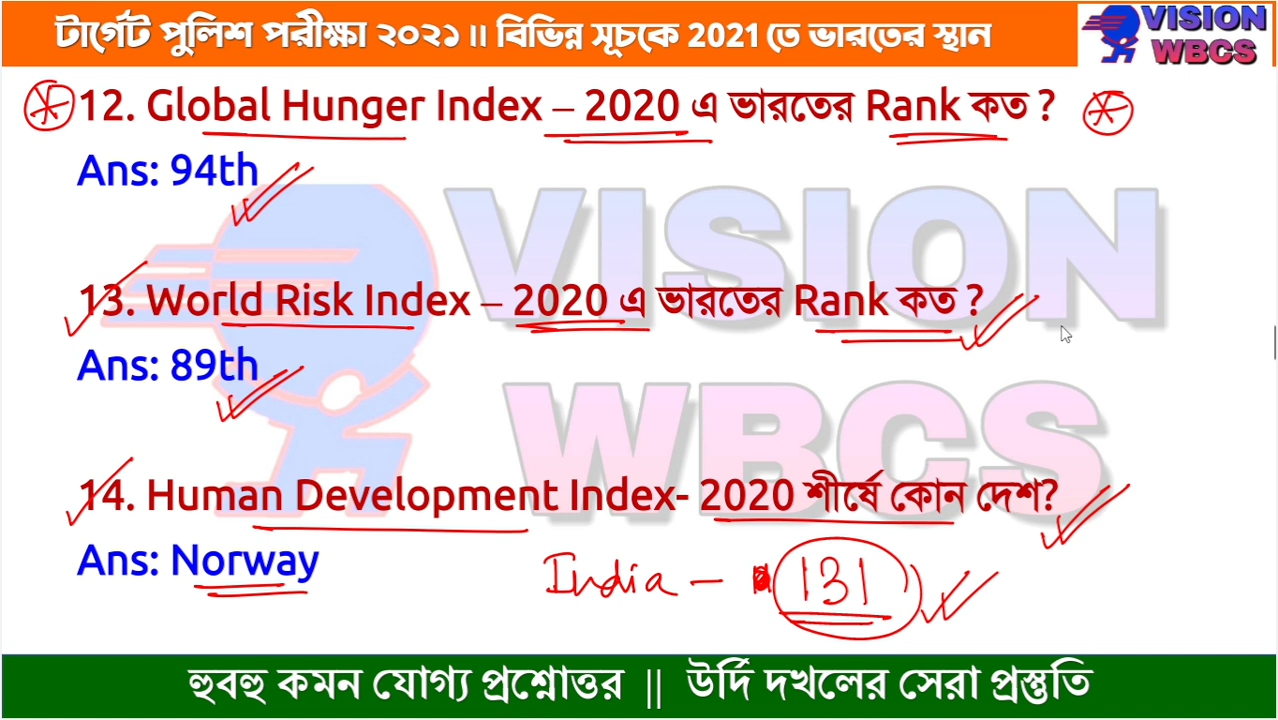 টার্গেট পুলিশ পরীক্ষা ২০২১ ॥ বিভিন্ন সূচকে 2021 তে ভারতের স্থান
VISION
WBCS
12. Global Hunger Index – 2020 এ ভারতের Rank কত ?
Ans: 94th
VISION
13. World Risk Index – 2020 এ ভারতের Rank কত ?
Ans: 89th
WBCS
14. Human Development Index- 2020 শীর্ষে কোন দেশ?
Ans: Norway
India – 131
হুবহু কমন যোগ্য প্রশ্নোত্তর || উর্দি দখলের সেরা প্রস্তুতি